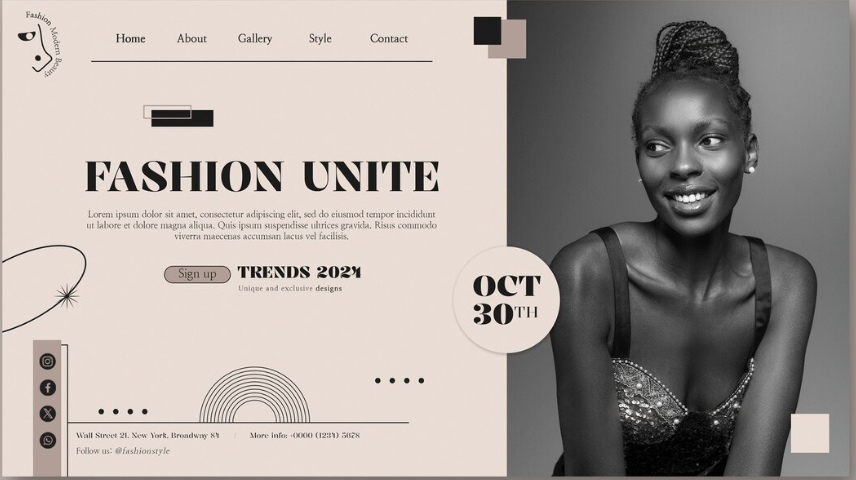 Fashion Modern Beauty
Home About Gallery Style Contact
FASHION UNITE
Lorem ipsum dolor sit amet, consectetur adipiscing elit, sed do eiusmod tempor incididunt
ut labore et dolore magna aliqua. Quis ipsum suspendisse ultrices gravida. Risus commodo
viverra maecenas accumsan lacus vel facilisis.
Sign up TRENDS 2024
Unique and exclusive designs
OCT
30TH
Wall Street 21. New York, Broadway 84 / More info: +0000 (1234) 5678
Follow us: @fashionstyle